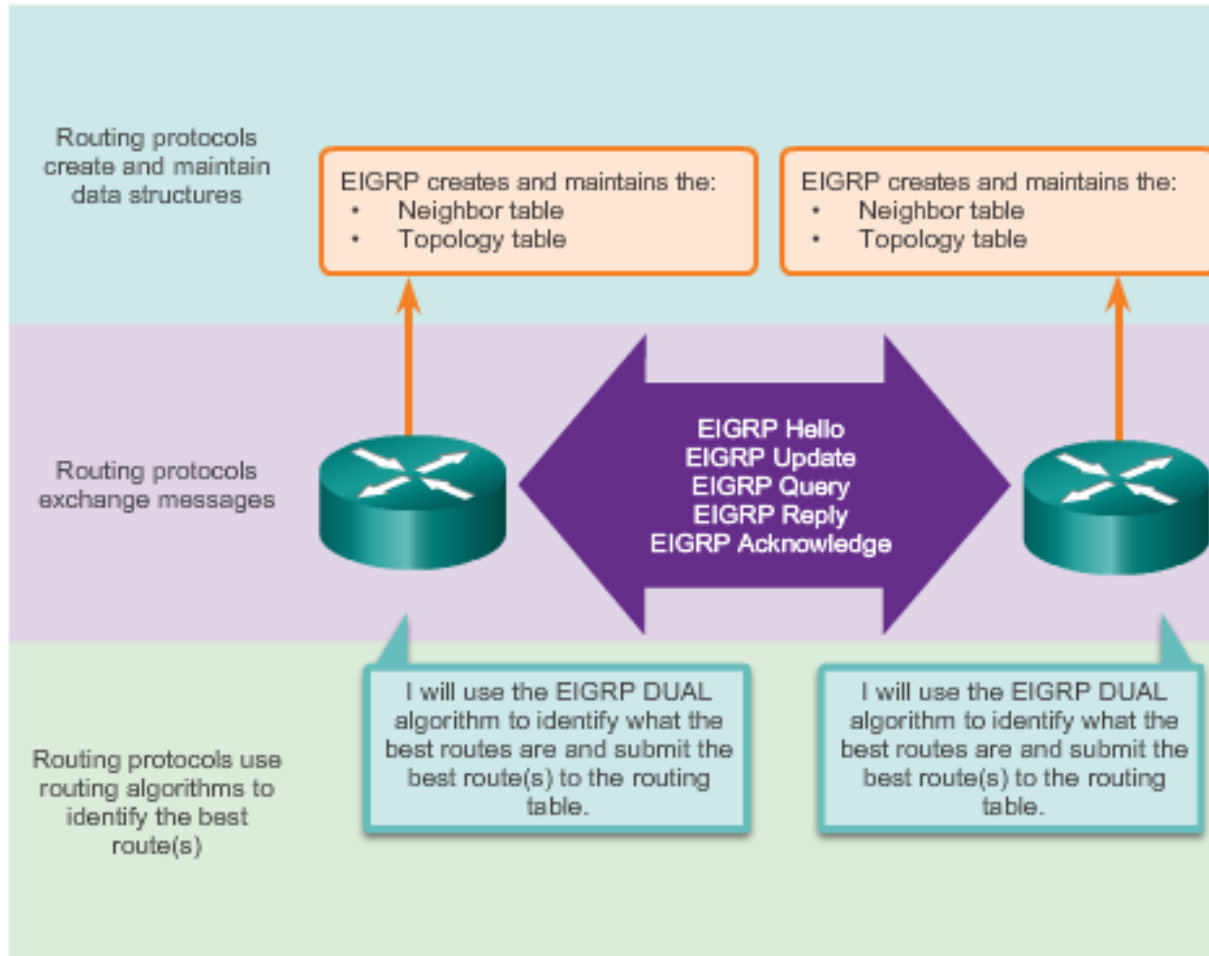 Routing protocols
create and maintain
data structures
EIGRP creates and maintains the:
• Neighbor table
• Topology table
EIGRP creates and maintains the:
• Neighbor table
• Topology table
Routing protocols
exchange messages
EIGRP Hello
EIGRP Update
EIGRP Query
EIGRP Reply
EIGRP Acknowledge
Routing protocols use
routing algorithms to
identify the best
route(s)
I will use the EIGRP DUAL
algorithm to identify what the
best routes are and submit the
best route(s) to the routing
table.
I will use the EIGRP DUAL
algorithm to identify what the
best routes are and submit the
best route(s) to the routing
table.